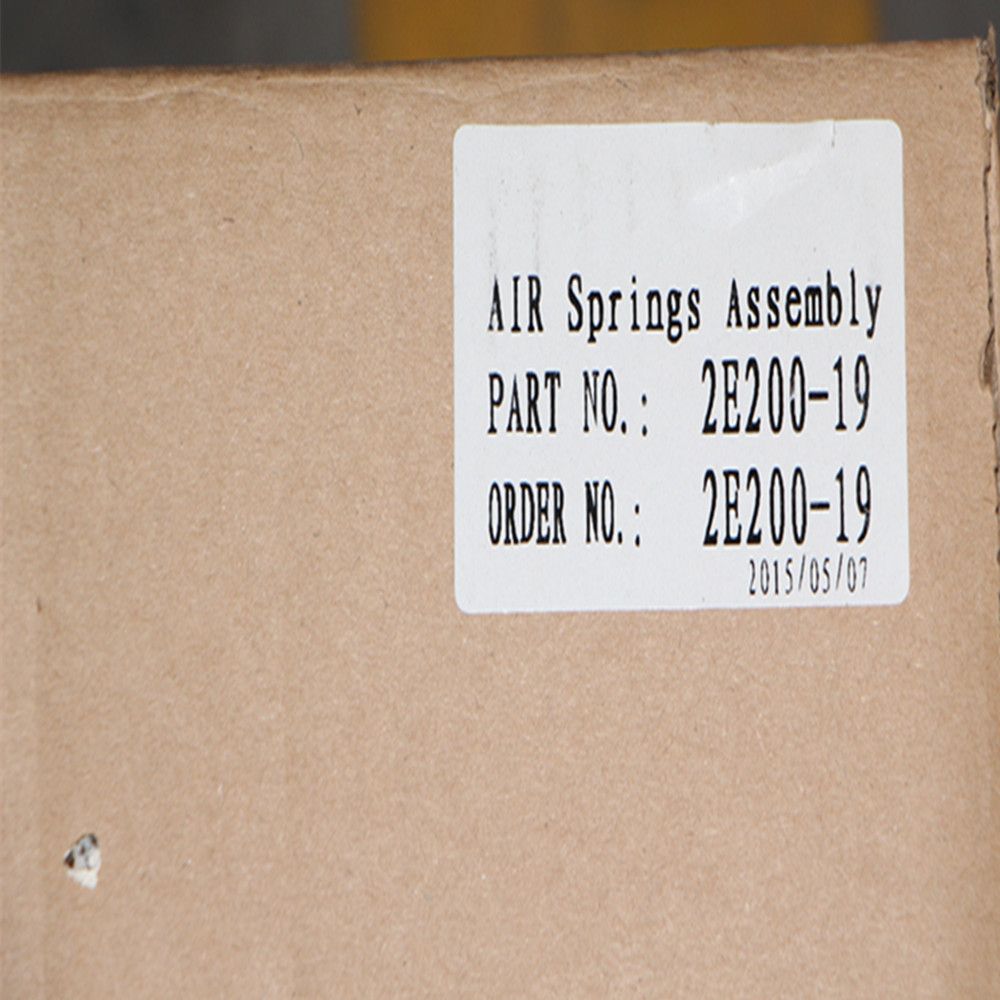 AIR Springs Assembly
PART NO.: 2E200-19
ORDER NO.: 2E200-19
2015/05/07